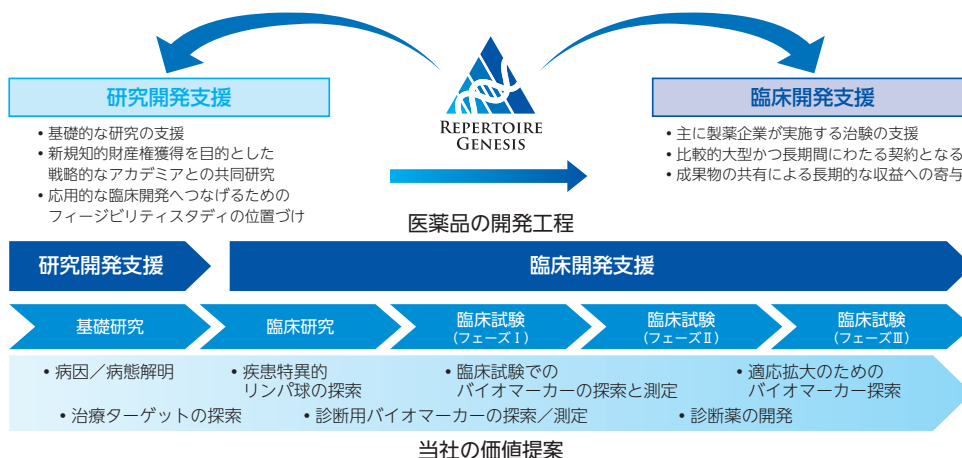 研究開発支援
• 基礎的な研究の支援
• 新規知的財産権獲得を目的とした
戦略的なアカデミアとの共同研究
• 応用的な臨床開発へつなげるための
フィージビリティスタディの位置づけ
REPERTOIRE
GENESIS
臨床開発支援
• 主に製薬企業が実施する治験の支援
• 比較的大型かつ長期間にわたる契約となる
• 成果物の共有による長期的な収益への寄与
医薬品の開発工程
研究開発支援
臨床開発支援
基礎研究
臨床研究
臨床試験
(フェーズⅠ)
臨床試験
(フェーズⅡ)
臨床試験
(フェーズⅢ)
• 病因／病態解明
• 疾患特異的
リンパ球の探索
• 臨床試験での
バイオマーカーの探索と測定
• 適応拡大のための
バイオマーカー探索
• 治療ターゲットの探索
• 診断用バイオマーカーの探索／測定
• 診断薬の開発
当社の価値提案